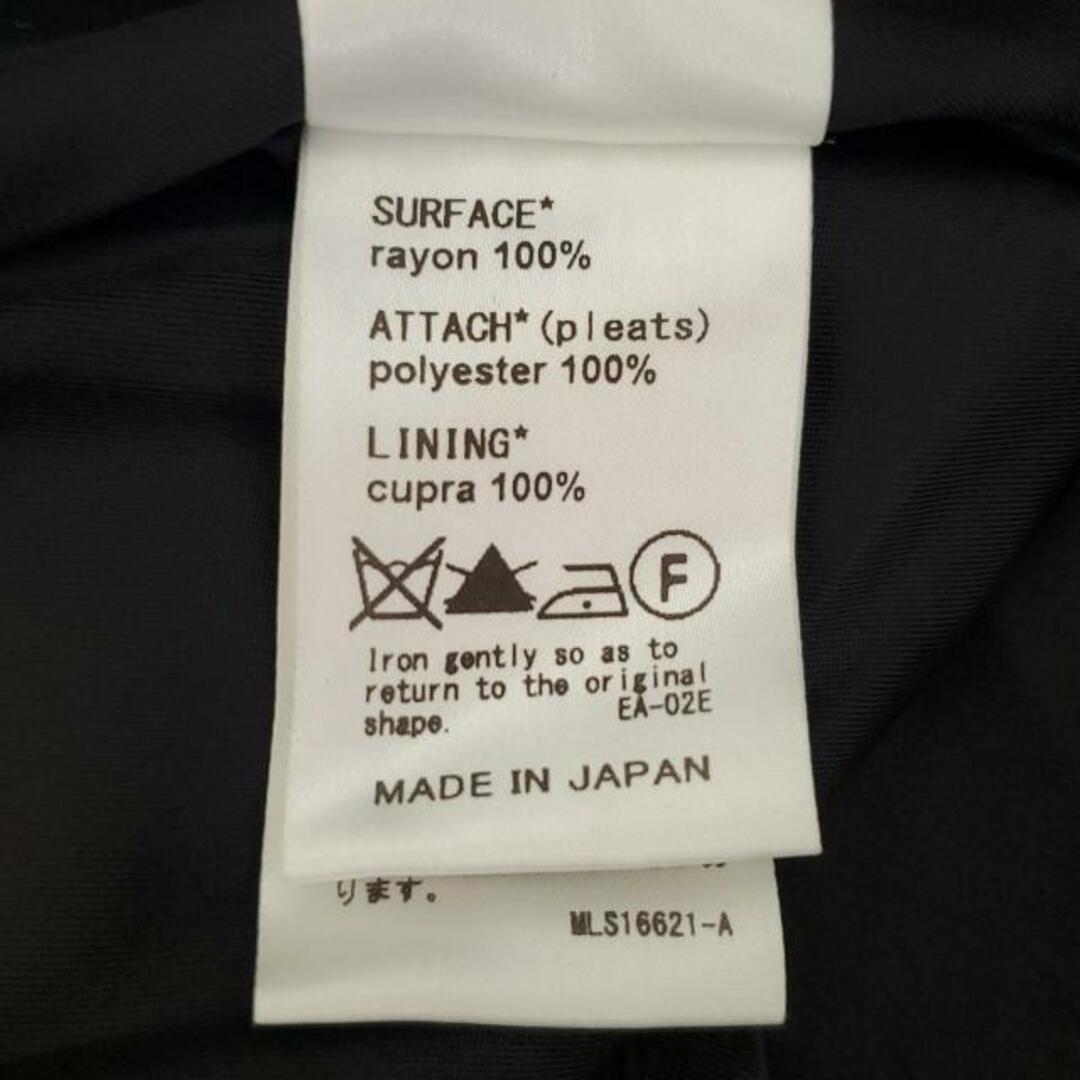 SURFACE*
rayon 100%
ATTACH*(pleats)
polyester 100%
LINING*
cupra 100%
F
Iron gently so as to
return to the original
shape. EA-02E
MADE IN JAPAN
ります。
MLS16621-A